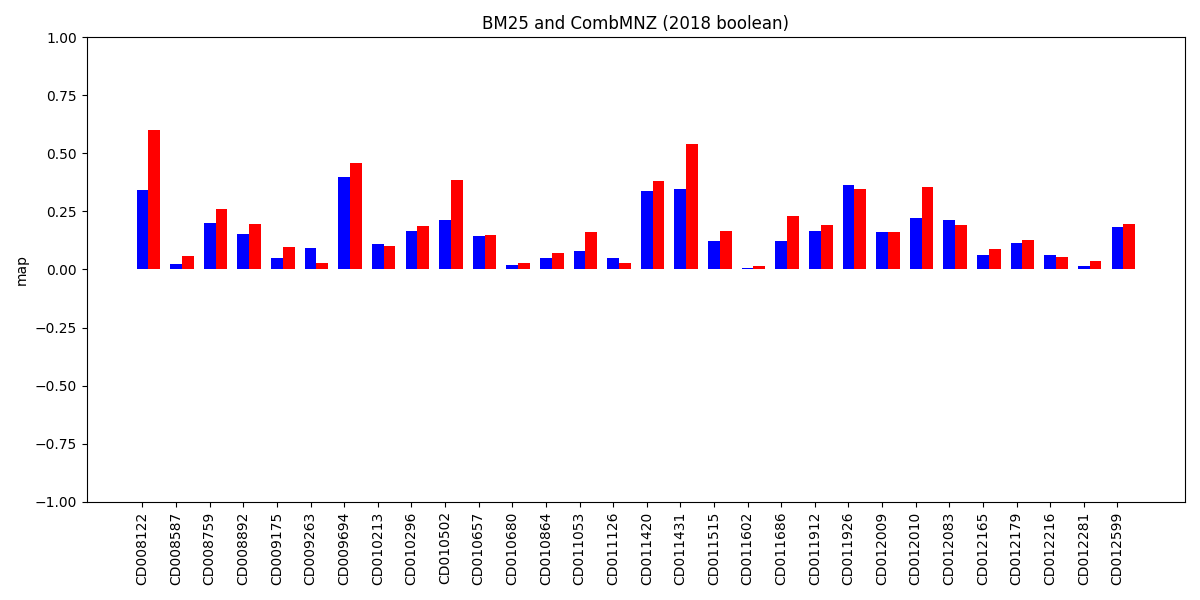 BM25 and CombMNZ (2018 boolean)
1.00
0.75
0.50
0.25
0.00
−0.25
−0.50
−0.75
−1.00
map
CD008122
CD008587
CD008759
CD008892
CD009175
CD009263
CD009694
CD010213
CD010296
CD010502
CD010657
CD010680
CD010864
CD011053
CD011126
CD011420
CD011431
CD011515
CD011602
CD011686
CD011912
CD011926
CD012009
CD012010
CD012083
CD012165
CD012179
CD012216
CD012281
CD012599